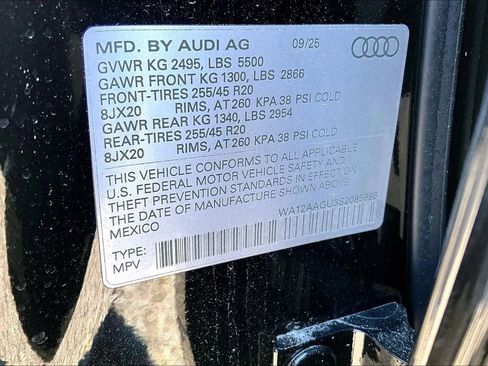 MFD. BY AUDI AG 09/25
GVWR KG 2495, LBS 5500
GAWR FRONT KG 1300, LBS 2866
FRONT-TIRES 255/45 R20
8JX20 RIMS, AT 260 KPA 38 PSI COLD
GAWR REAR KG 1340, LBS 2954
REAR-TIRES 255/45 R20
8JX20 RIMS, AT 260 KPA 38 PSI COLD
THIS VEHICLE CONFORMS TO ALL APPLICABLE
U.S. FEDERAL MOTOR VEHICLE SAFETY AND
THEFT PREVENTION STANDARDS IN EFFECT ON
THE DATE OF MANUFACTURE SHOWN ABOVE.
MEXICO
TYPE:
MPV